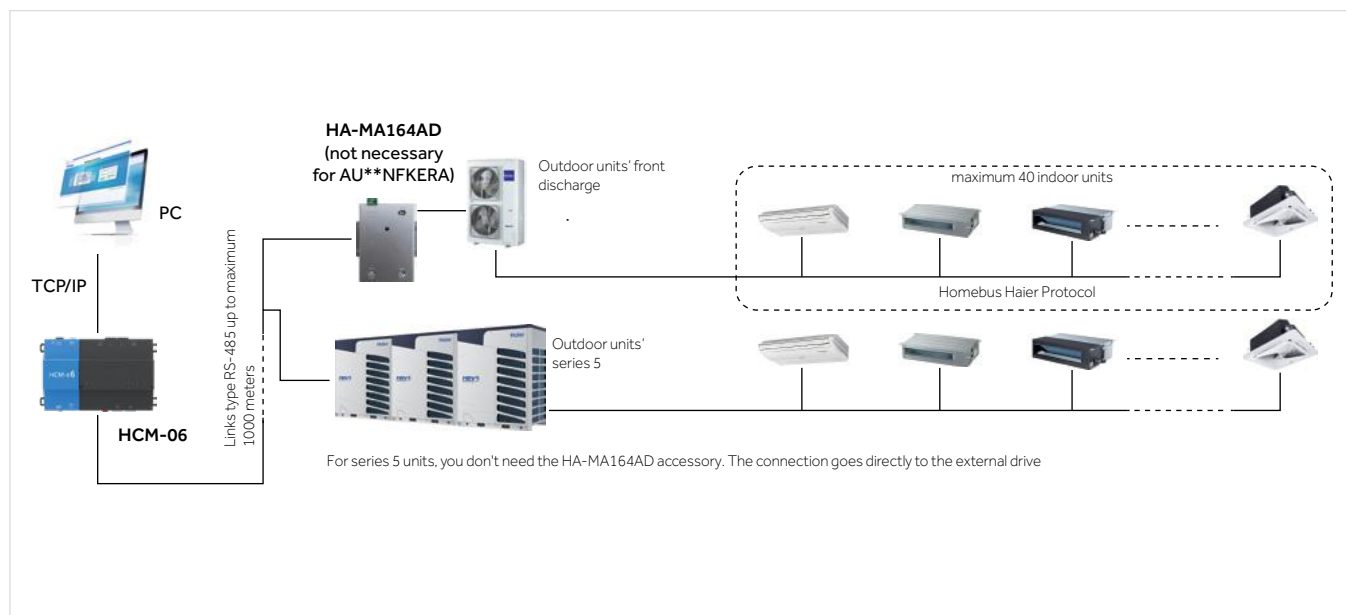 HA-MA164AD
(not necessary
for AU**NFKERA)
Outdoor units' front
discharge
maximum 40 indoor units
PC
TCP/IP
Links type RS-485 up to maximum
1000 meters
Homebus Haier Protocol
Outdoor units'
series 5
HCM-06
For series 5 units, you don't need the HA-MA164AD accessory. The connection goes directly to the external drive